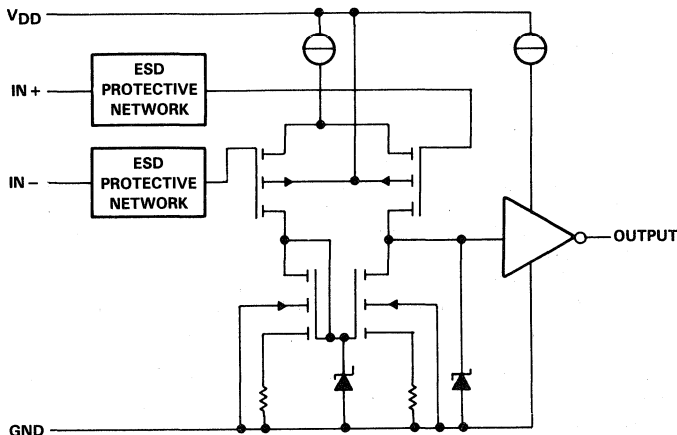 VDD
ESD
PROTECTIVE
NETWORK
IN +
ESD
PROTECTIVE
NETWORK
IN −
OUTPUT
GND